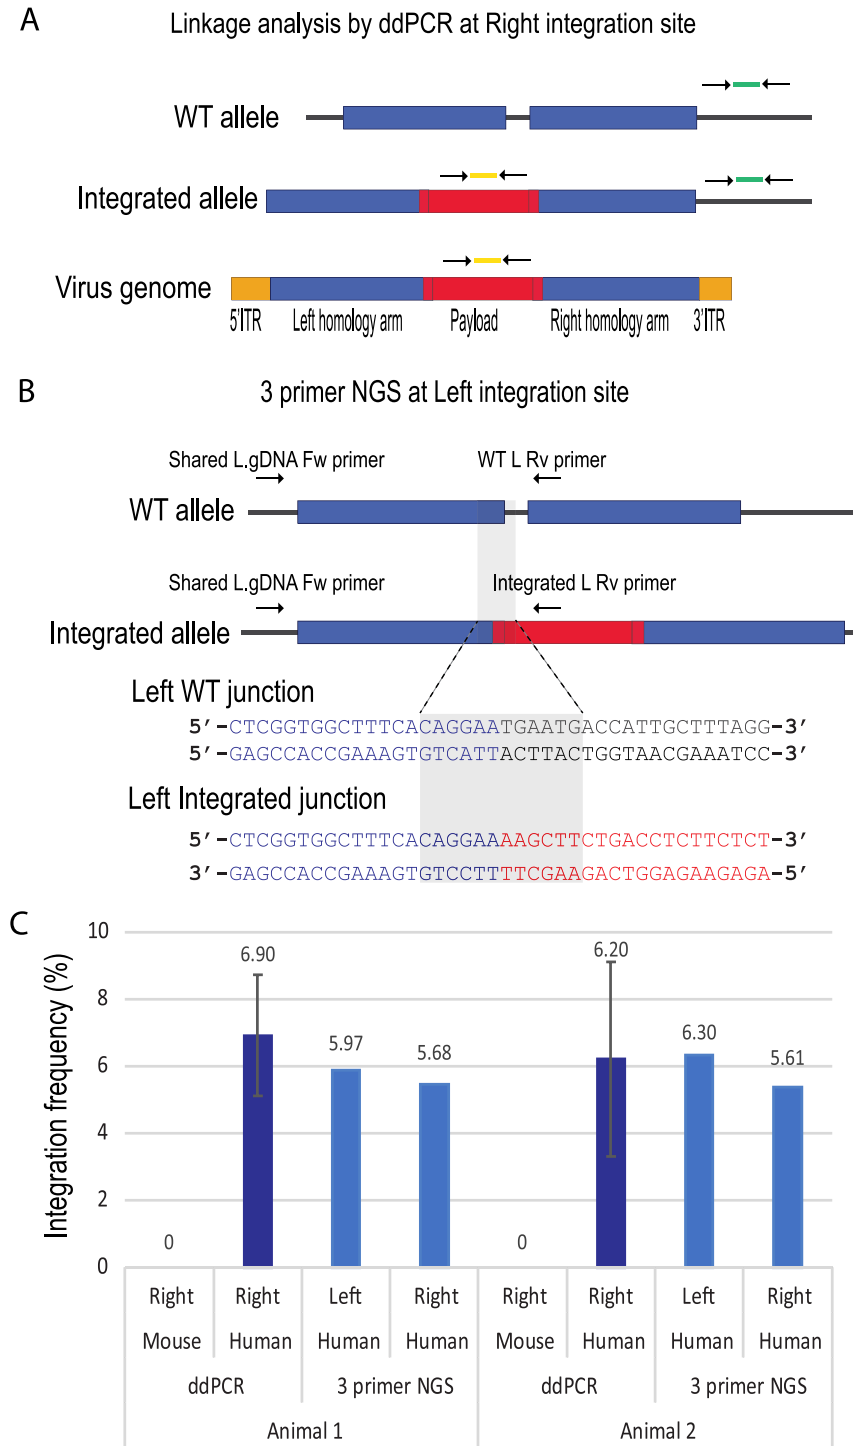 A
Linkage analysis by ddPCR at Right integration site
WT allele
Integrated allele
Virus genome
5'ITR Left homology arm Payload Right homology arm 3'ITR
B
3 primer NGS at Left integration site
Shared L.gDNA Fw primer WT L Rv primer
WT allele
Shared L.gDNA Fw primer Integrated L Rv primer
Integrated allele
Left WT junction
5′ –CTCGGTGGCTTTCACAGGAATGAATGACCATTGCTTTAGG–3′
5′ –GAGCCACCGAAAGTGTCATTACTTACTGGTAACGAAATCC–3′
Left Integrated junction
5′ –CTCGGTGGCTTTCACAGGAAAAGCTTCTGACCTCTTCTCT–3′
3′ –GAGCCACCGAAAGTGTCCTTTTCGAAGACTGGAGAAGAGA–5′
C
Integration frequency (%)
10
8
6
4
2
0
0
6.90
5.97
5.68
0
6.20
6.30
5.61
Right Right Left Right Right Right Left Right
Mouse Human Human Human Mouse Human Human Human
ddPCR 3 primer NGS ddPCR 3 primer NGS
Animal 1 Animal 2